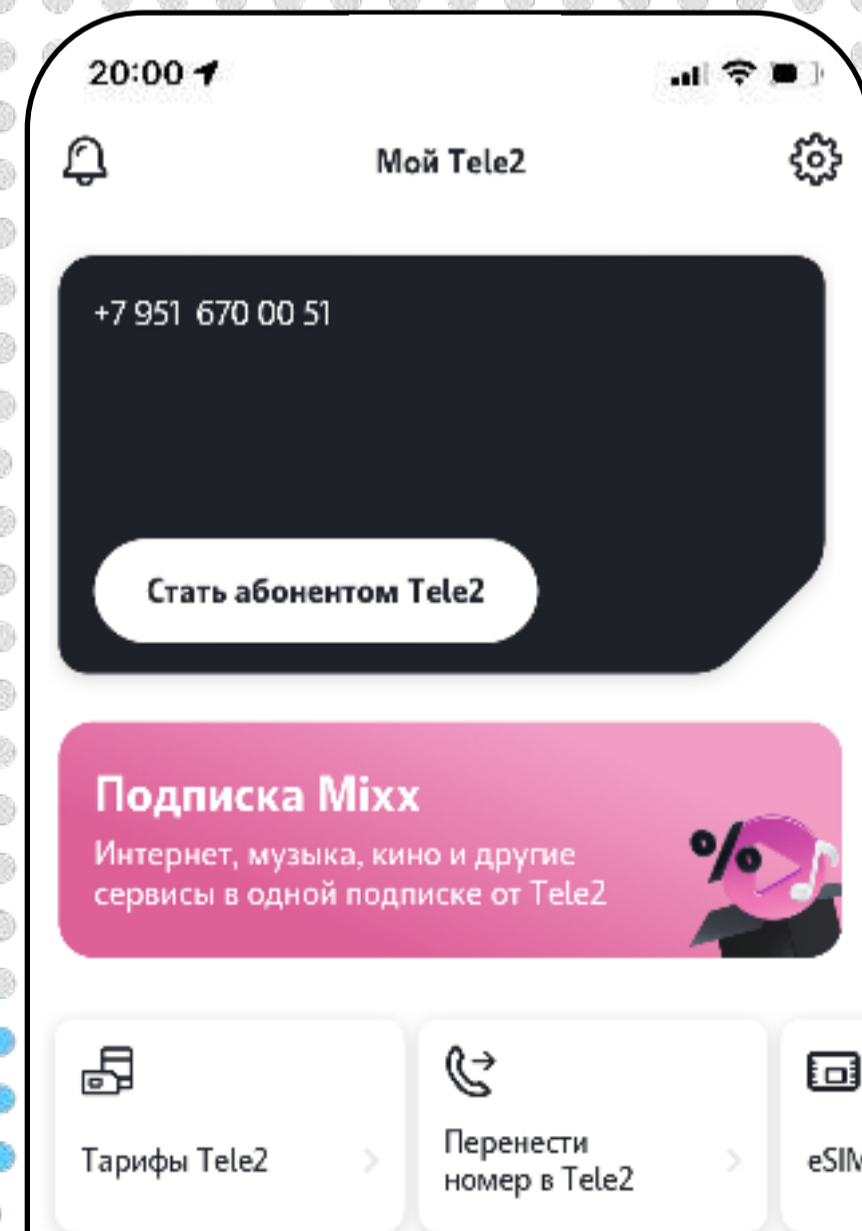 20:00
Мой Tele2
+7 951 670 00 51
Стать абонентом Tele2
Подписка Mixx
Интернет, музыка, кино и другие
сервисы в одной подписке от Tele2
%
Тарифы Tele2
Перенести
номер в Tele2